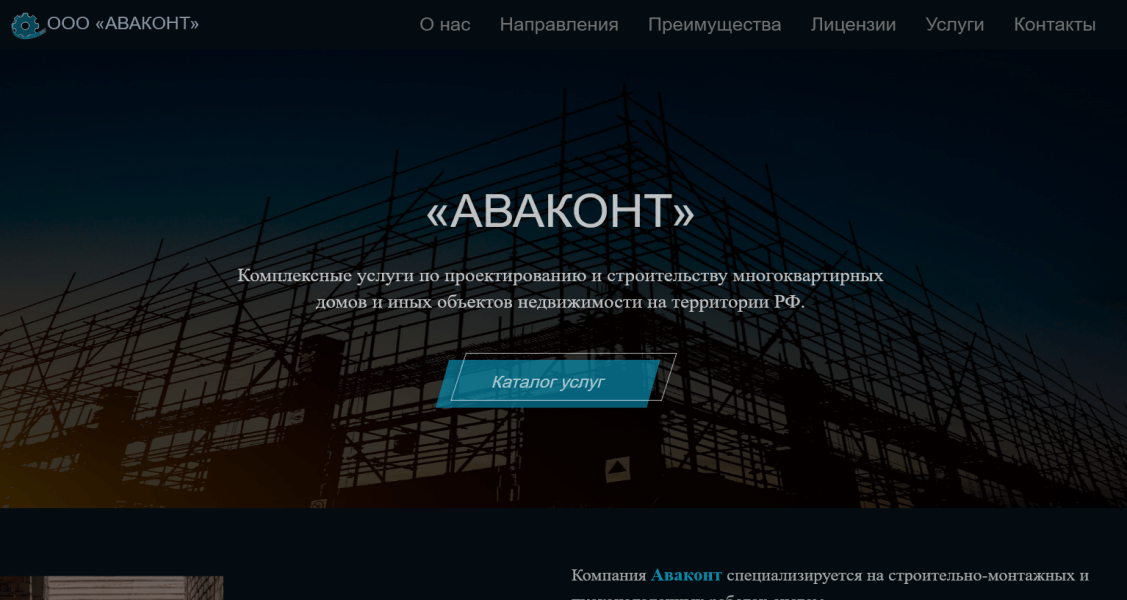 ООО «АВАКОНТ»
О нас Направления Преимущества Лицензии Услуги Контакты
«АВАКОНТ»
Комплексные услуги по проектированию и строительству многоквартирных
домов и иных объектов недвижимости на территории РФ.
Каталог услуг
Компания Аваконт специализируется на строительно-монтажных и